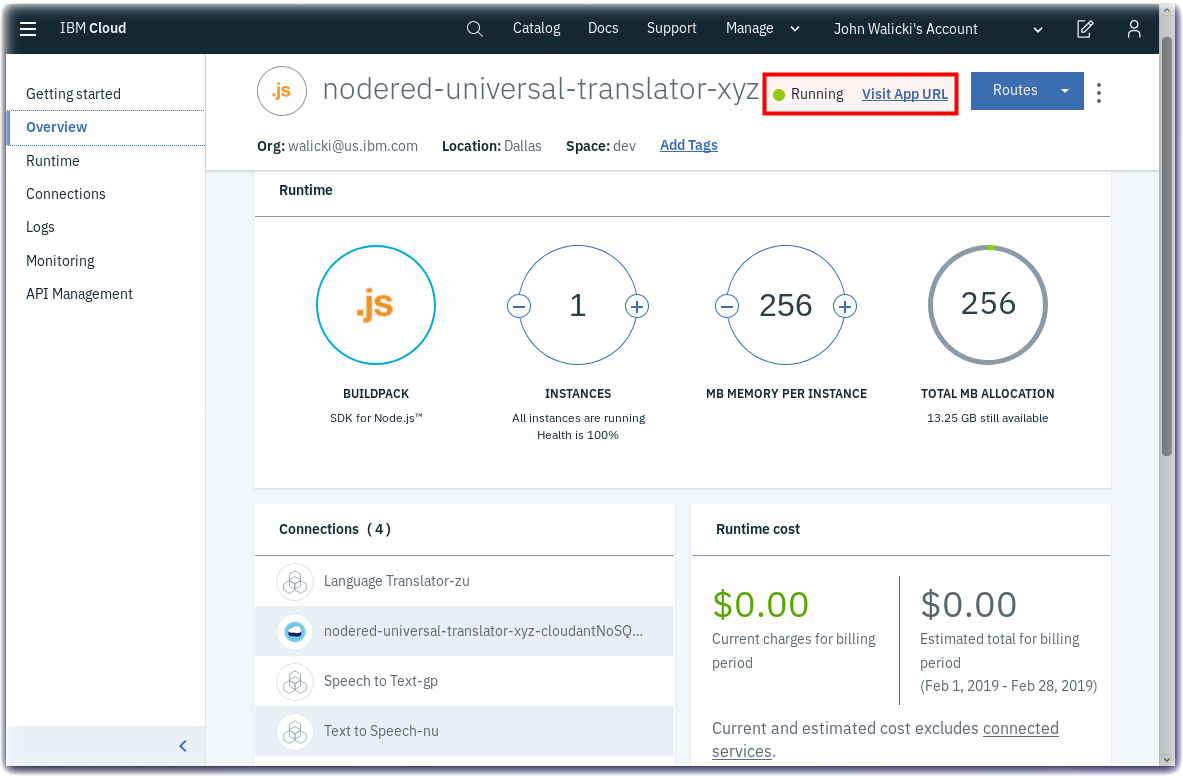 IBM Cloud
Catalog
Docs
Support
Manage
John Walicki's Account
Getting started
Overview
Runtime
Connections
Logs
Monitoring
API Management
.js
nodered-universal-translator-xyz
Running
Visit App URL
Routes
Org: walicki@us.ibm.com
Location: Dallas
Space: dev
Add Tags
Runtime
.js
BUILDPACK
SDK for Node.js™
1
INSTANCES
All instances are running
Health is 100%
256
MB MEMORY PER INSTANCE
256
TOTAL MB ALLOCATION
13.25 GB still available
Connections (4)
Language Translator-zu
nodered-universal-translator-xyz-cloudantNoSQ...
Speech to Text-gp
Text to Speech-nu
Runtime cost
$0.00
Current charges for billing
period
$0.00
Estimated total for billing
period
(Feb 1, 2019 - Feb 28, 2019)
Current and estimated cost excludes connected
services.